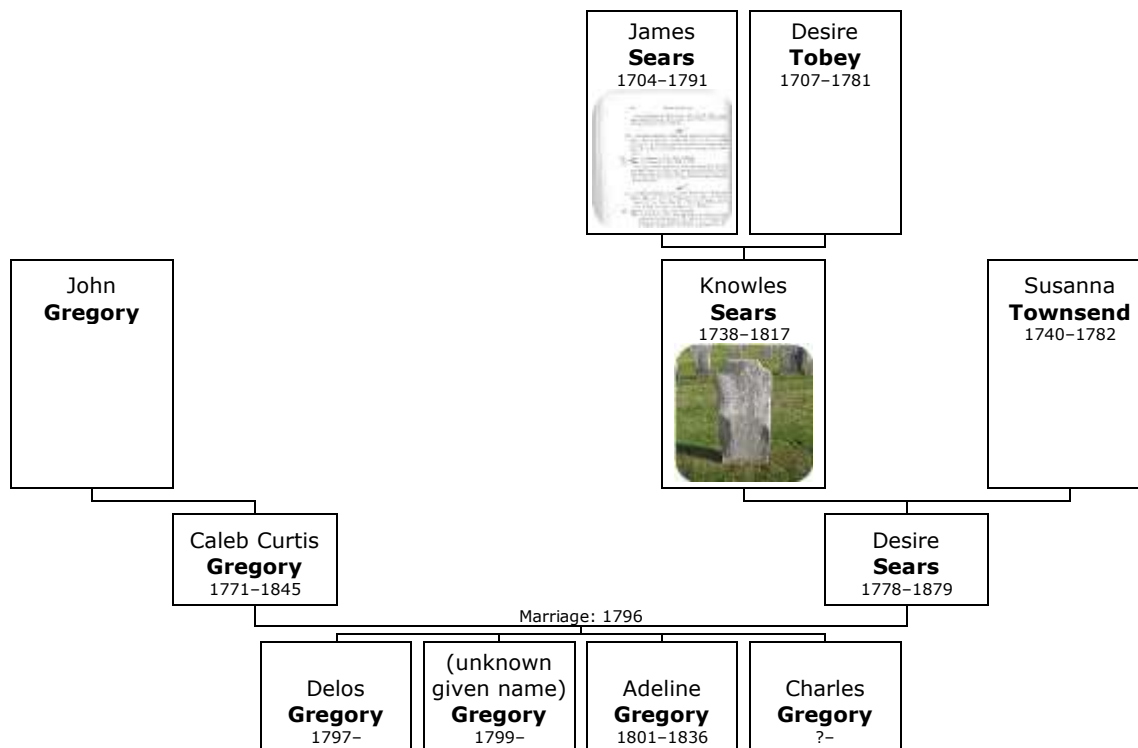 James
Sears
1704–1791
Desire
Tobey
1707–1781
John
Gregory
Knowles
Sears
1738–1817
Susanna
Townsend
1740–1782
Caleb Curtis
Gregory
1771–1845
Desire
Sears
1778–1879
Marriage: 1796
Delos
Gregory
1797–
(unknown
given name)
Gregory
1799–
Adeline
Gregory
1801–1836
Charles
Gregory
?–